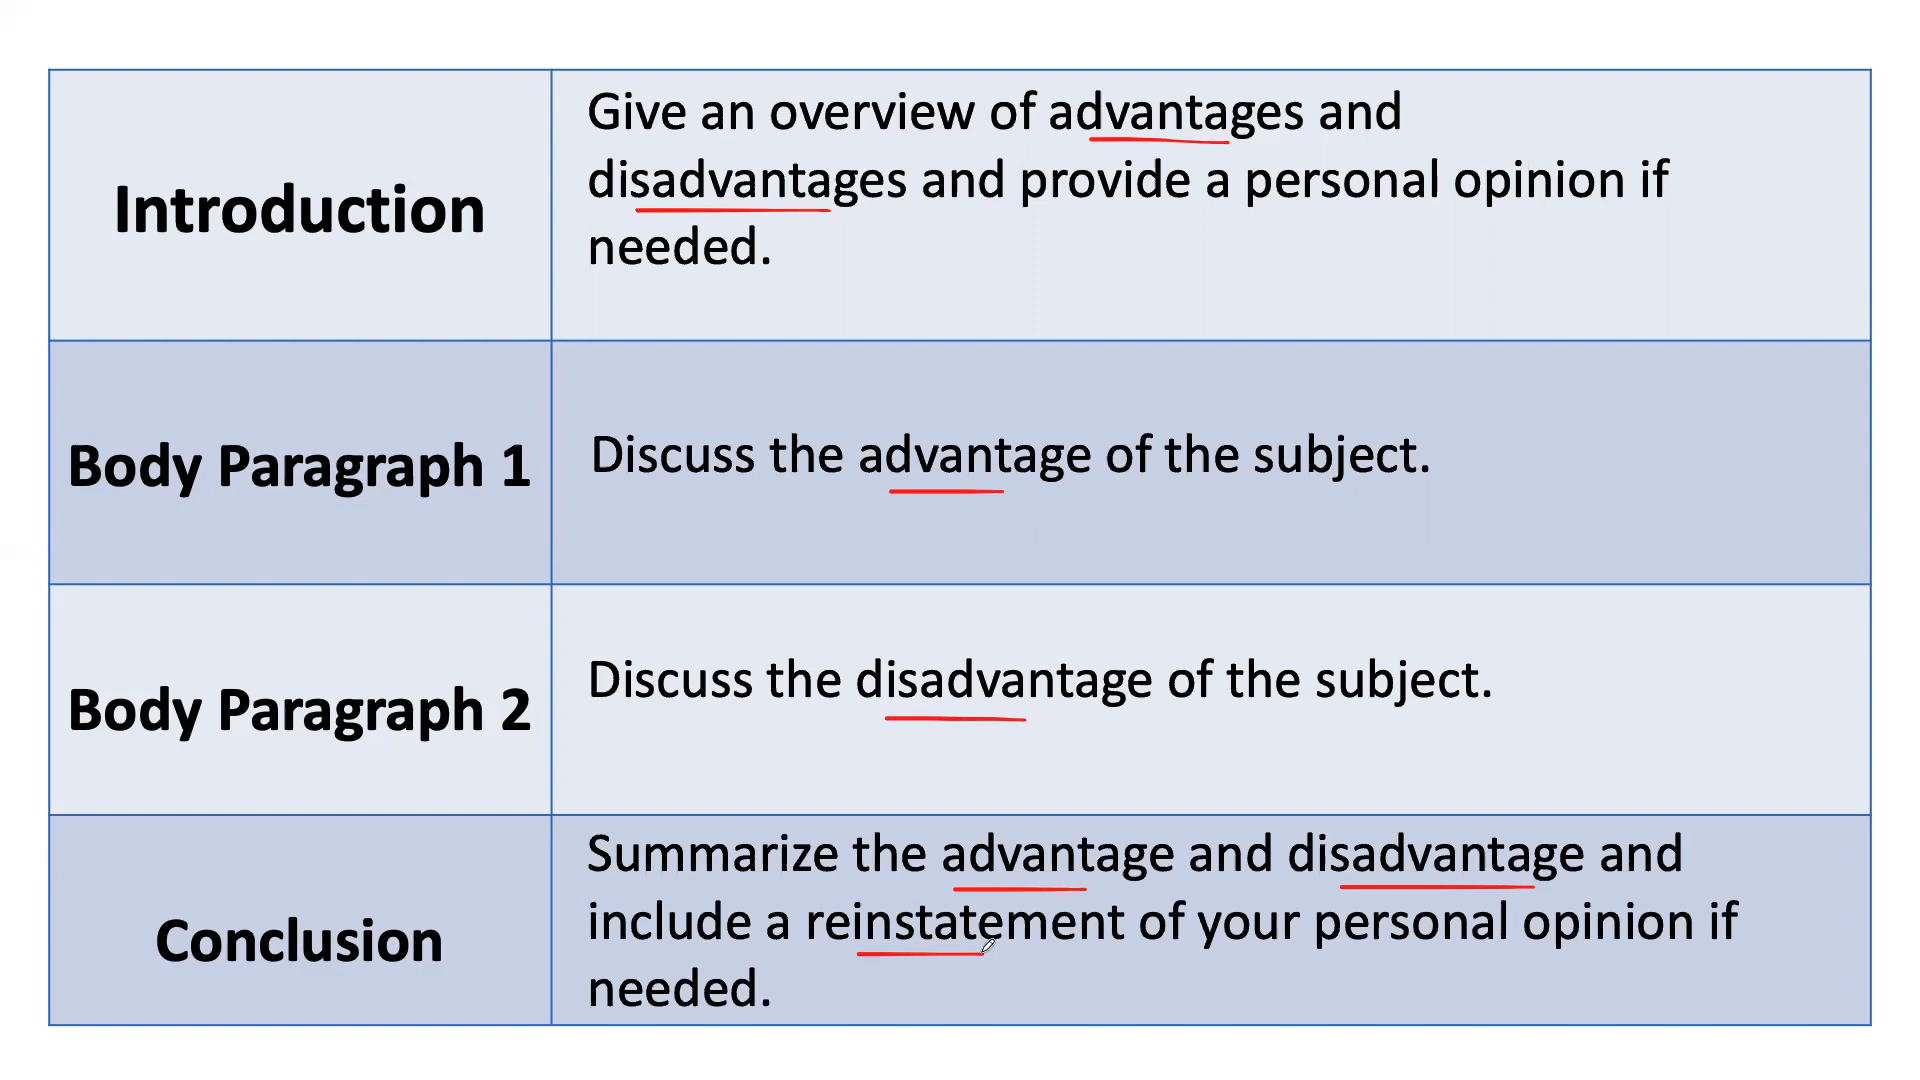 Introduction
Give an overview of advantages and
disadvantages and provide a personal opinion if
needed.
Body Paragraph 1
Discuss the advantage of the subject.
Body Paragraph 2
Discuss the disadvantage of the subject.
Conclusion
Summarize the advantage and disadvantage and
include a reinstatement of your personal opinion if
needed.